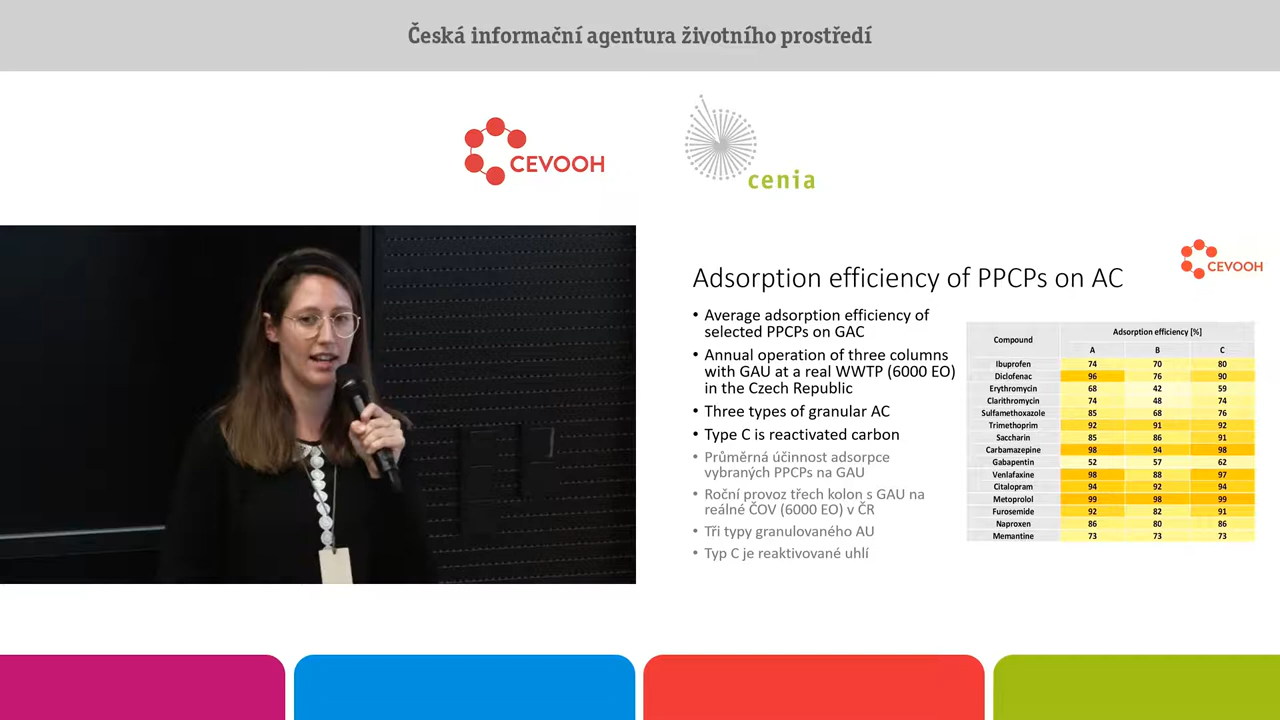 Česká informační agentura životního prostředí
CEVOOH
cenia
CEVOOH
Adsorption efficiency of PPCPs on AC
• Average adsorption efficiency of
selected PPCPs on GAC
• Annual operation of three columns
with GAU at a real WWTP (6000 EO)
in the Czech Republic
• Three types of granular AC
• Type C is reactivated carbon
• Průměrná účinnost adsorpce
vybraných PPCPs na GAU
• Roční provoz třech kolon s GAU na
reálné ČOV (6000 EO) v ČR
• Tři typy granulovaného AU
• Typ C je reaktivované uhlí
Compound Adsorption efficiency [%]
A B C
Ibuprofen 74 70 80
Diclofenac 96 76 90
Erythromycin 68 42 59
Clarithromycin 74 48 74
Sulfamethoxazole 85 68 76
Trimethoprim 92 91 92
Saccharin 85 86 91
Carbamazepine 98 94 98
Gabapentin 52 57 62
Venlafaxine 98 88 97
Citalopram 94 92 94
Metoprolol 99 98 99
Furosemide 92 82 91
Naproxen 86 80 86
Memantine 73 73 73